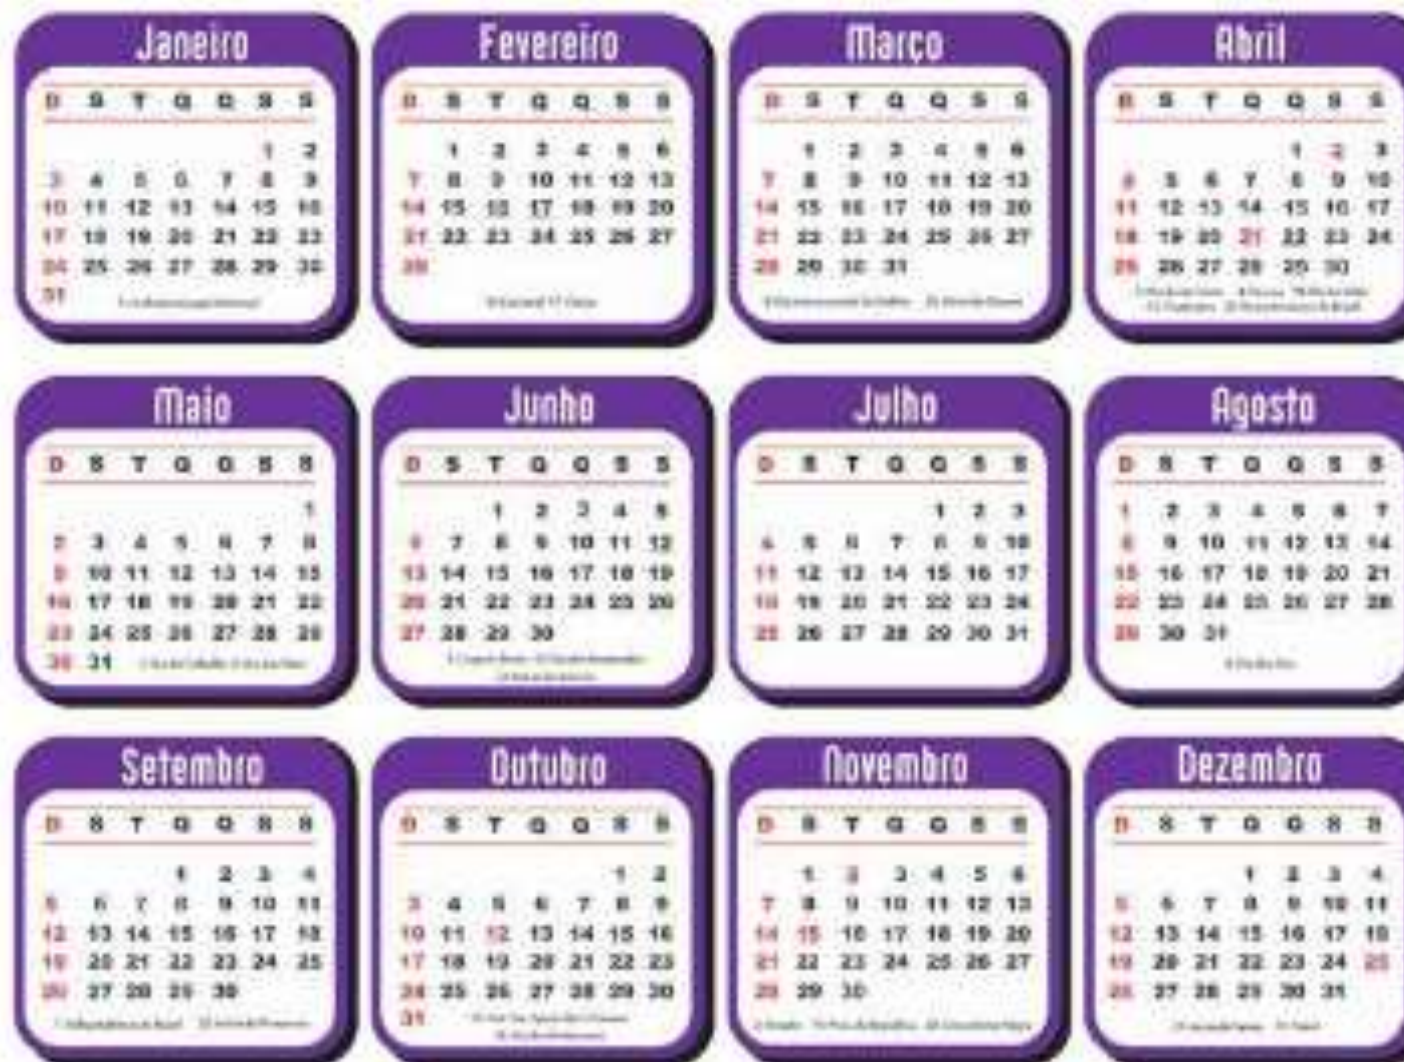 Janeiro
D S T Q Q S S
1 2
3 4 5 6 7 8 9
10 11 12 13 14 15 16
17 18 19 20 21 22 23
24 25 26 27 28 29 30
31
Fevereiro
D S T Q Q S S
1 2 3 4 5 6
7 8 9 10 11 12 13
14 15 16 17 18 19 20
21 22 23 24 25 26 27
28
Março
D S T Q Q S S
1 2 3 4 5 6
7 8 9 10 11 12 13
14 15 16 17 18 19 20
21 22 23 24 25 26 27
28 29 30 31
Abril
D S T Q Q S S
1 2 3
4 5 6 7 8 9 10
11 12 13 14 15 16 17
18 19 20 21 22 23 24
25 26 27 28 29 30
Maio
D S T Q Q S S
1
2 3 4 5 6 7 8
9 10 11 12 13 14 15
16 17 18 19 20 21 22
23 24 25 26 27 28 29
30 31
Junho
D S T Q Q S S
1 2 3 4 5
6 7 8 9 10 11 12
13 14 15 16 17 18 19
20 21 22 23 24 25 26
27 28 29 30
Julho
D S T Q Q S S
1 2 3
4 5 6 7 8 9 10
11 12 13 14 15 16 17
18 19 20 21 22 23 24
25 26 27 28 29 30 31
Agosto
D S T Q Q S S
1 2 3 4 5 6 7
8 9 10 11 12 13 14
15 16 17 18 19 20 21
22 23 24 25 26 27 28
29 30 31
Setembro
D S T Q Q S S
1 2 3 4
5 6 7 8 9 10 11
12 13 14 15 16 17 18
19 20 21 22 23 24 25
26 27 28 29 30
Outubro
D S T Q Q S S
1 2
3 4 5 6 7 8 9
10 11 12 13 14 15 16
17 18 19 20 21 22 23
24 25 26 27 28 29 30
31
Novembro
D S T Q Q S S
1 2 3 4 5 6
7 8 9 10 11 12 13
14 15 16 17 18 19 20
21 22 23 24 25 26 27
28 29 30
Dezembro
D S T Q Q S S
1 2 3 4
5 6 7 8 9 10 11
12 13 14 15 16 17 18
19 20 21 22 23 24 25
26 27 28 29 30 31